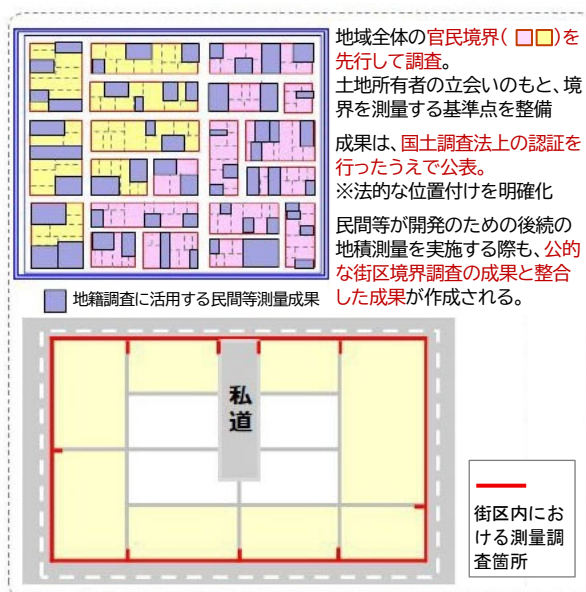 地域全体の官民境界( )を
先行して調査。
土地所有者の立会いのもと、境
界を測量する基準点を整備
成果は、国土調査法上の認証を
行ったうえで公表。
※法的な位置付けを明確化
民間等が開発のための後続の
地積測量を実施する際も、公的
な街区境界調査の成果と整合
した成果が作成される。
地籍調査に活用する民間等測量成果
私
道
街区内にお
ける測量調
査箇所